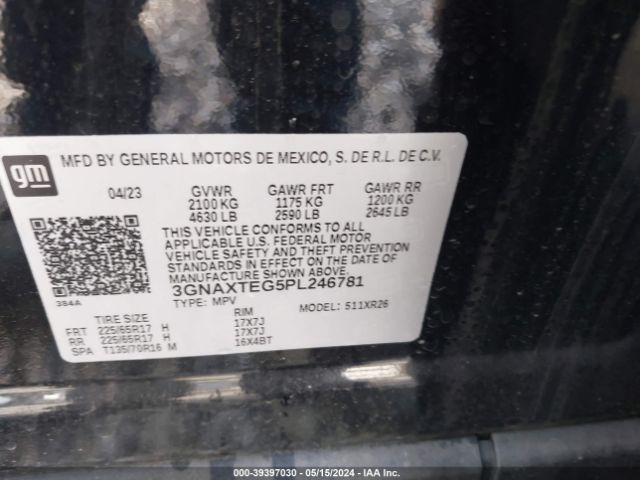 gm
MFD BY GENERAL MOTORS DE MEXICO, S. DE R.L. DE C.V.
04/23 GVWR GAWR FRT GAWR RR
2100 KG 1175 KG 1200 KG
4630 LB 2590 LB 2645 LB
THIS VEHICLE CONFORMS TO ALL
APPLICABLE U.S. FEDERAL MOTOR
VEHICLE SAFETY AND THEFT PREVENTION
STANDARDS IN EFFECT ON THE DATE OF
MANUFACTURE SHOWN ABOVE.
3GNAXTEG5PL246781
384A
TYPE: MPV MODEL: 511XR26
TIRE SIZE RIM
FRT 225/65R17 H 17X7J
RR 225/65R17 H 17X7J
SPA T135/70R16 M 16X4BT
000-39397030 - 05/15/2024 - IAA Inc.